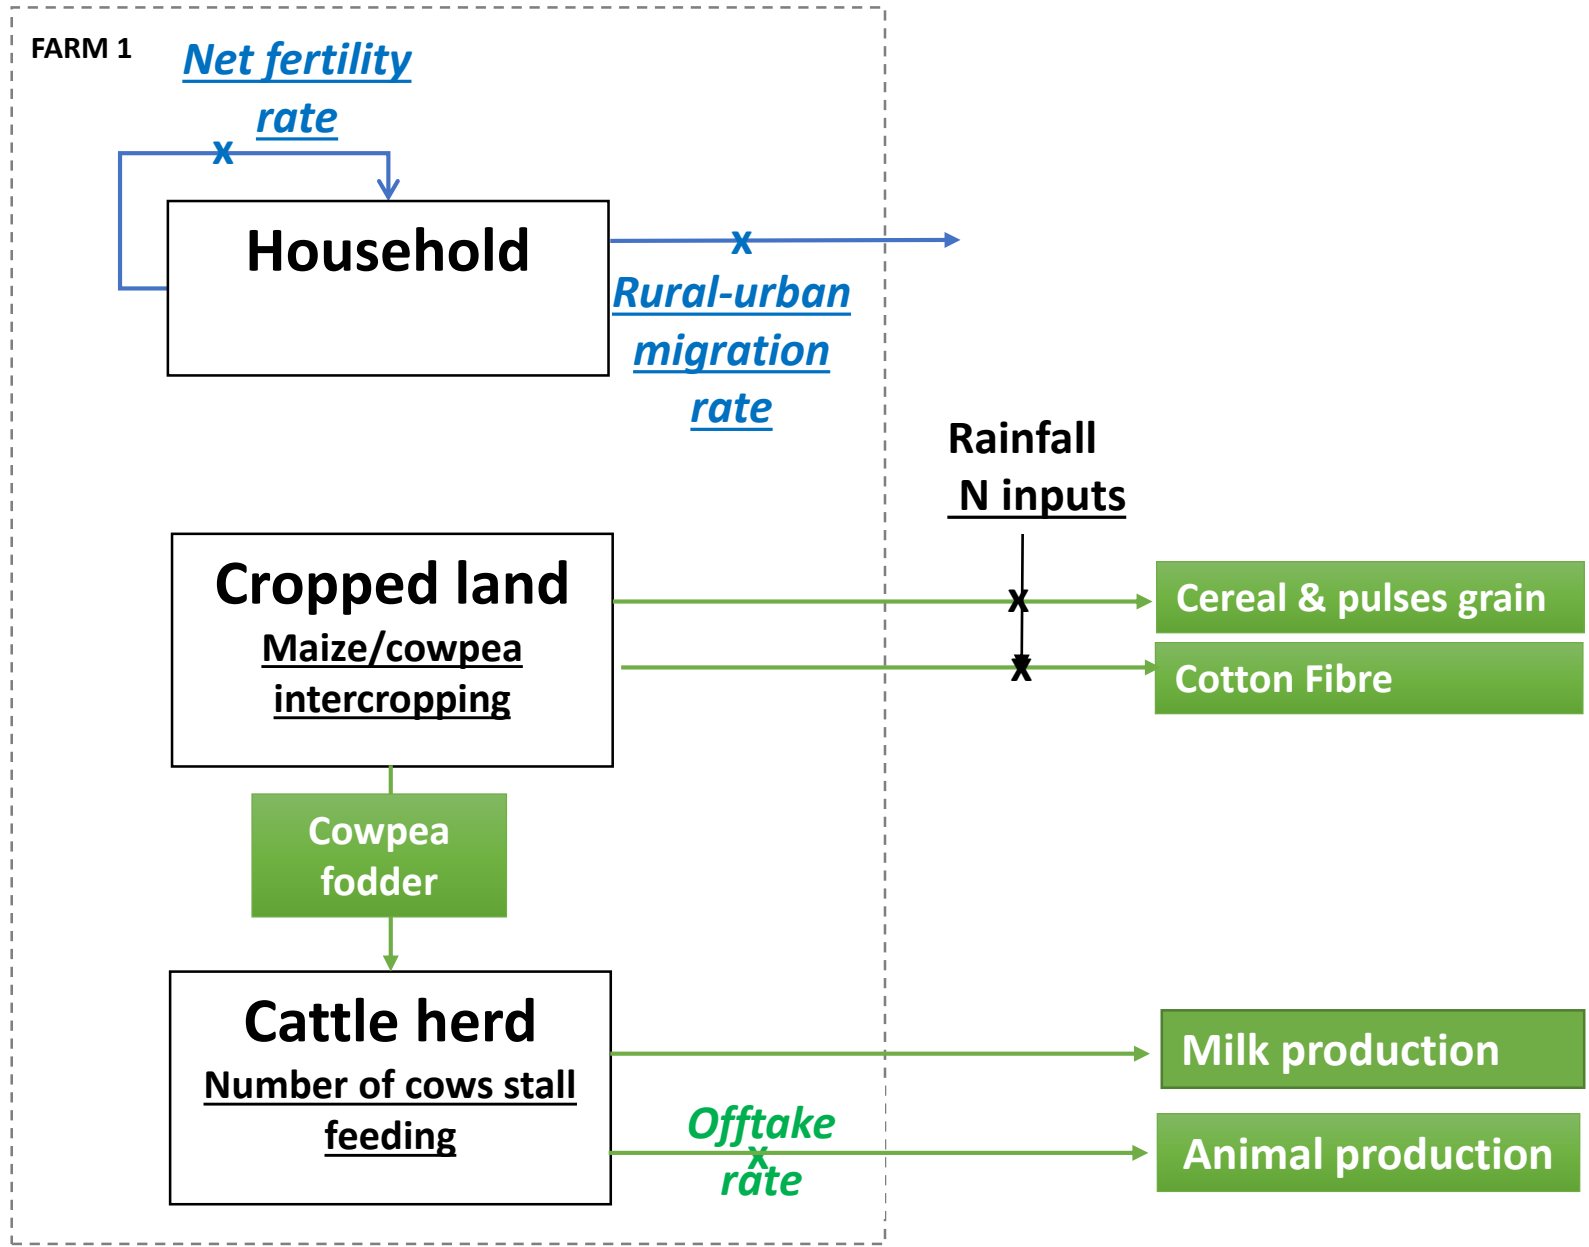 FARM 1
Net fertility
rate
x
Household
x
Rural-urban
migration
rate
Rainfall
N inputs
Cropped land
Maize/cowpea
intercropping
x
Cereal & pulses grain
x
Cotton Fibre
Cowpea
fodder
Cattle herd
Number of cows stall
feeding
Milk production
Offtake
x
rate
Animal production